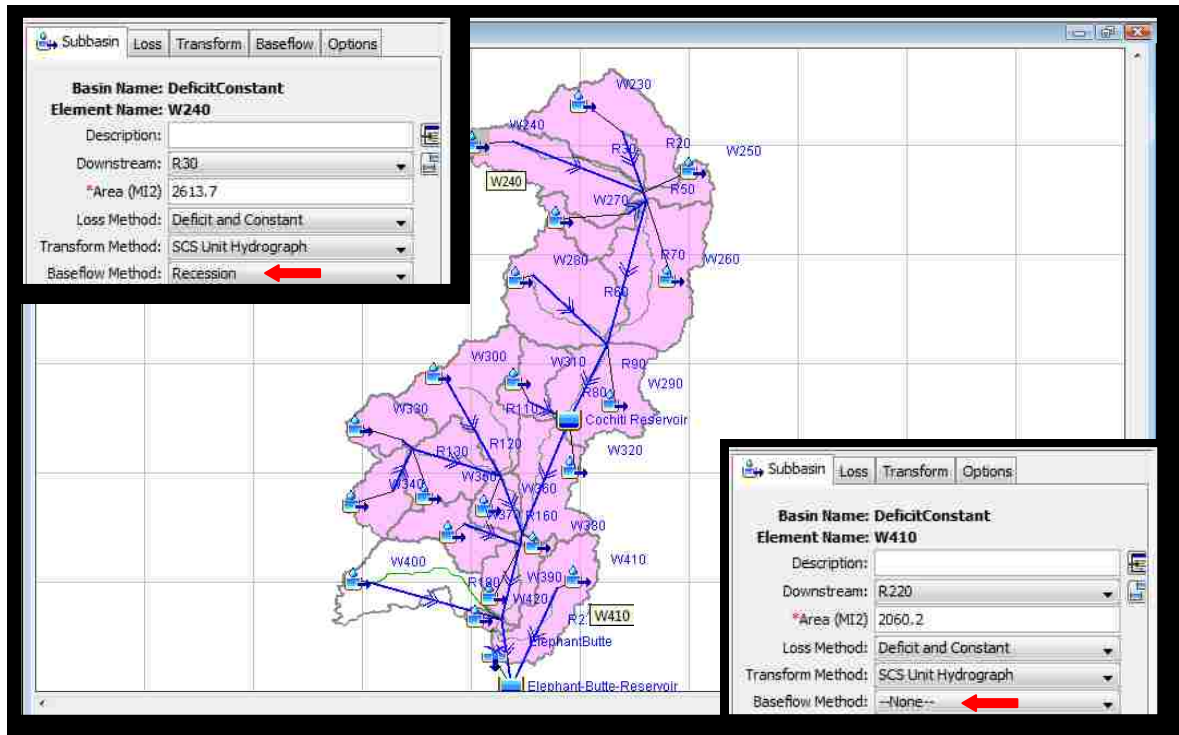 Subbasin Loss Transform Baseflow Options
Basin Name: DeficitConstant
Element Name: W240
Description:
Downstream: R30
*Area (MI2) 2613.7
Loss Method: Deficit and Constant
Transform Method: SCS Unit Hydrograph
Baseflow Method: Recession
W230
W240
R30
R20
W250
W240
R50
W270
W280
R70
W260
R60
W300
W310
R90
W290
R80
W330
R110
Cochiti Reservoir
R130
R120
W320
W340
W360
W370
R160
W380
W400
W410
R180
W390
W420
W410
ElephantButte
Elephant-Butte-Reservoir
Subbasin Loss Transform Options
Basin Name: DeficitConstant
Element Name: W410
Description:
Downstream: R220
*Area (MI2) 2060.2
Loss Method: Deficit and Constant
Transform Method: SCS Unit Hydrograph
Baseflow Method: --None--